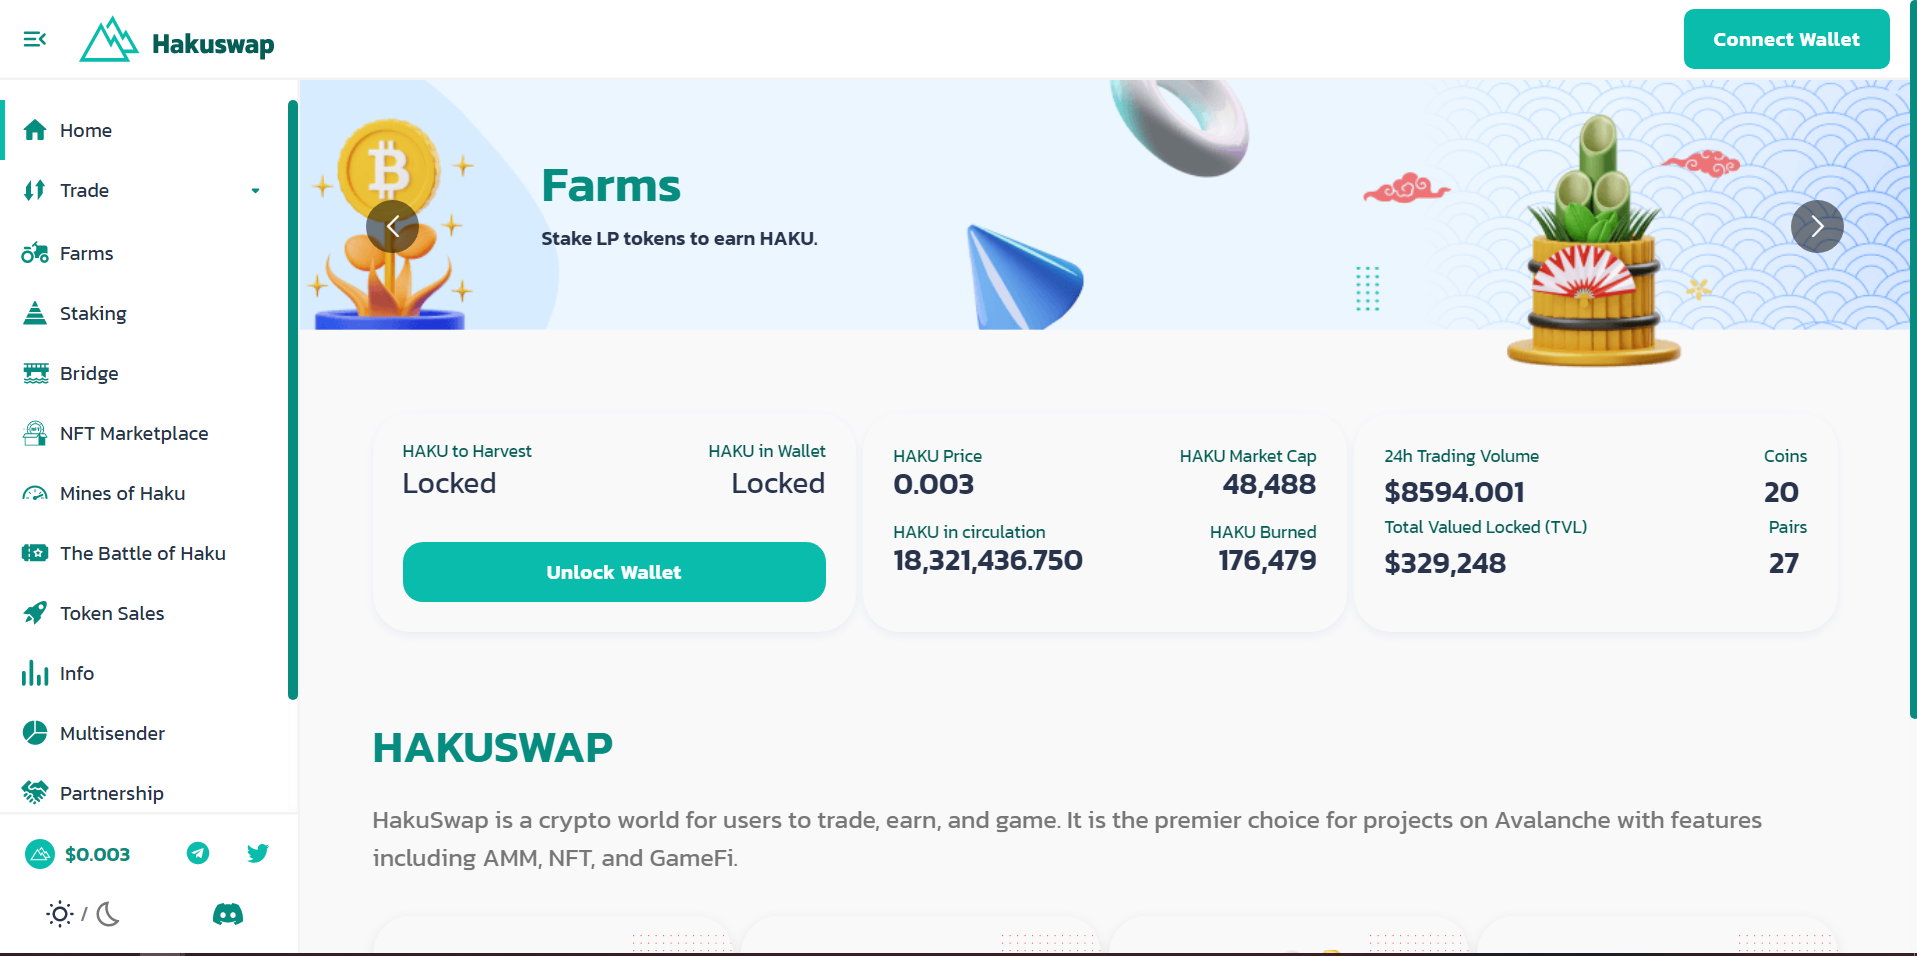 Hakuswap
Connect Wallet
Home
Trade
Farms
Staking
Bridge
NFT Marketplace
Mines of Haku
The Battle of Haku
Token Sales
Info
Multisender
Partnership
$0.003
/
Farms
Stake LP tokens to earn HAKU.
HAKU to Harvest
Locked
HAKU in Wallet
Locked
Unlock Wallet
HAKU Price
0.003
HAKU Market Cap
48,488
HAKU in circulation
18,321,436.750
HAKU Burned
176,479
24h Trading Volume
$8594.001
Coins
20
Total Valued Locked (TVL)
$329,248
Pairs
27
HAKUSWAP
HakuSwap is a crypto world for users to trade, earn, and game. It is the premier choice for projects on Avalanche with features
including AMM, NFT, and GameFi.